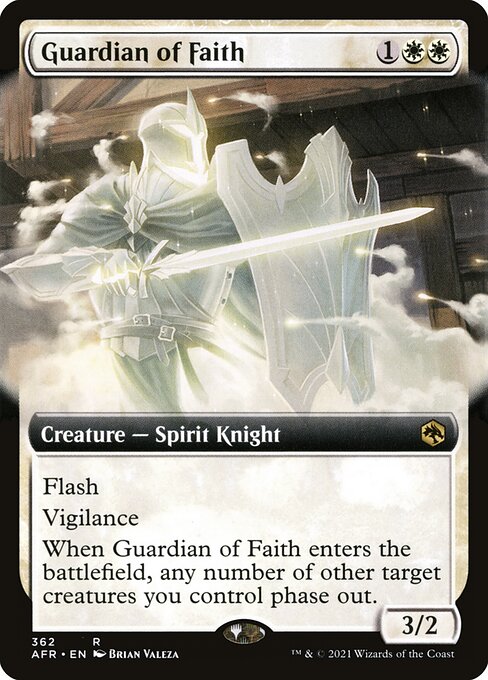 Guardian of Faith 1
Creature — Spirit Knight
Flash
Vigilance
When Guardian of Faith enters the
battlefield, any number of other target
creatures you control phase out.
3/2
362 R
AFR • EN Brian Valeza
™ & © 2021 Wizards of the Coast